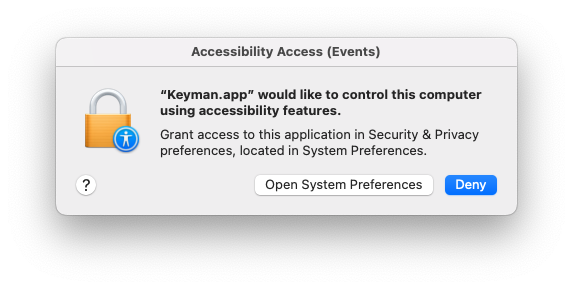 Accessibility Access (Events)
“Keyman.app” would like to control this computer
using accessibility features.
Grant access to this application in Security & Privacy
preferences, located in System Preferences.
?
Open System Preferences
Deny